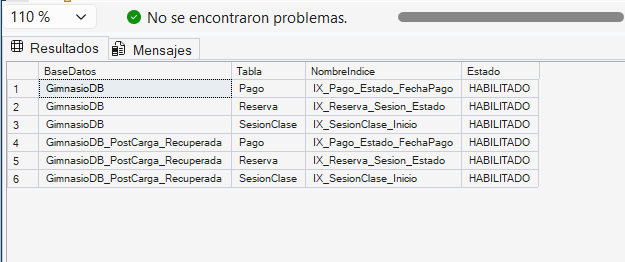 110 % No se encontraron problemas.
Resultados Mensajes
BaseDatos Tabla NombreIndice Estado
1 GimnasioDB Pago IX_Pago_Estado_FechaPago HABILITADO
2 GimnasioDB Reserva IX_Reserva_Sesion_Estado HABILITADO
3 GimnasioDB SesionClase IX_SesionClase_Inicio HABILITADO
4 GimnasioDB_PostCarga_Recuperada Pago IX_Pago_Estado_FechaPago HABILITADO
5 GimnasioDB_PostCarga_Recuperada Reserva IX_Reserva_Sesion_Estado HABILITADO
6 GimnasioDB_PostCarga_Recuperada SesionClase IX_SesionClase_Inicio HABILITADO